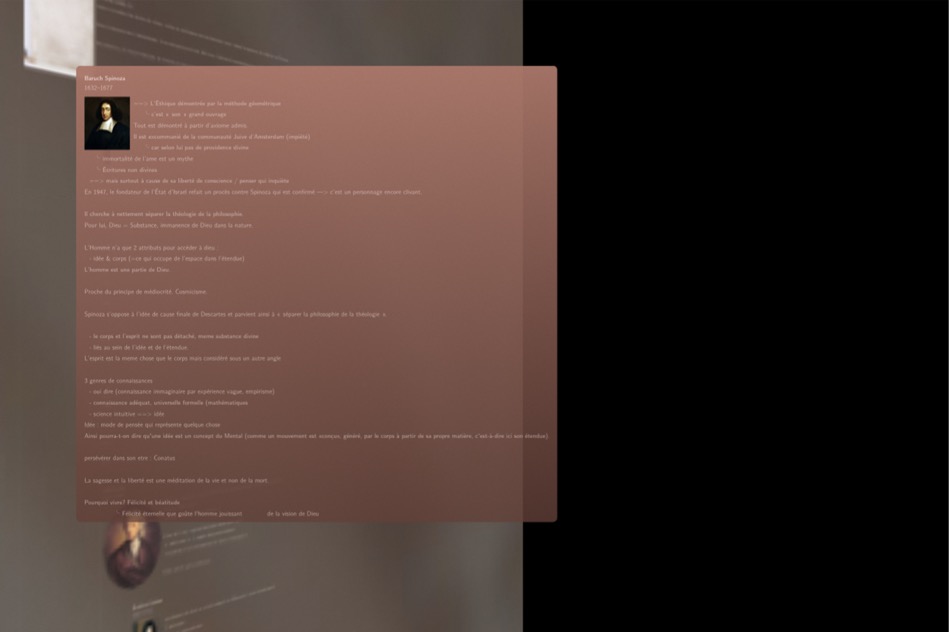 Baruch Spinoza
1632-1677
~~> L'Éthique démontrée par la méthode géométrique
└ c'est « son » grand ouvrage
Tout est démontré à partir d'axiome admis.
Il est excommunié de la communauté Juive d'Amsterdam (impiété)
└ car selon lui pas de providence divine
└ immortalité de l'ame est un mythe
└ Écritures non divines
~~> mais surtout à cause de sa liberté de conscience / penser qui inquiète
En 1947, le fondateur de l'État d'Israël refait un procès contre Spinoza qui est confirmé ~~> c'est un personnage encore clivant.
Il cherche à nettement séparer la théologie de la philosophie.
Pour lui, Dieu = Substance, immanence de Dieu dans la nature.
L'Homme n'a que 2 attributs pour accéder à dieu
- idée & corps (~ce qui occupe de l'espace dans l'étendue)
L'homme est une partie de Dieu.
Proche du principe de médiocrité: Cosmicisme.
Spinoza s'oppose à l'idée de cause finale de Descartes et parvient ainsi à « séparer la philosophie de la théologie ».
- le corps et l'esprit ne sont pas détaché, meme substance divine
- liés au sein de l'idée et de l'étendue
L'esprit est la meme chose que le corps mais considéré sous un autre angle
3 genres de connaissances
- oui dire (connaissance immaginaire par expérience vague, empirisme)
- connaissance adéquat, universelle formelle (mathématiques
- science intuitive ==> idée
Idée : mode de pensée qui représente quelque chose
Ainsi pourra-t-on dire qu'une idée est un concept du Mental (comme un mouvement est conçus, généré, par le corps à partir de sa propre matière, c'est-à-dire ici son étendue)
persévérer dans son etre : Conatus
La sagesse et la liberté est une méditation de la vie et non de la mort.
Pourquoi vivre? Félicité et béatitude.
└ Félicité éternelle que goûte l'homme jouissant de la vision de Dieu